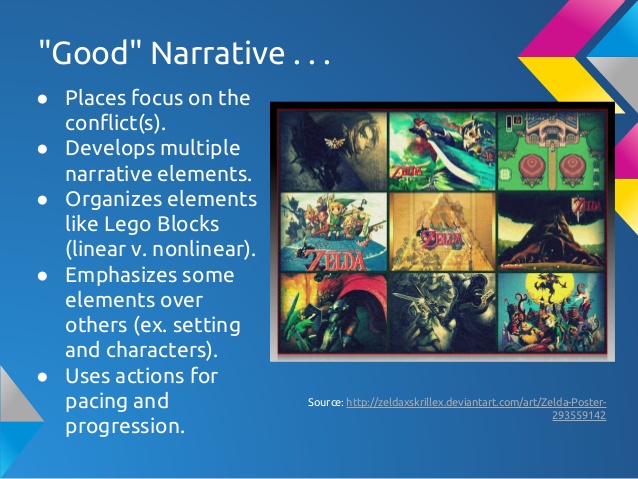 "Good" Narrative . . .
● Places focus on the
conflict(s).
● Develops multiple
narrative elements.
● Organizes elements
like Lego Blocks
(linear v. nonlinear).
● Emphasizes some
elements over
others (ex. setting
and characters).
● Uses actions for
pacing and
progression.
ZELDA
ZELDA
ZELDA
ZELDA
Source: http://zeldaxskrillex.deviantart.com/art/Zelda-Poster-
293559142